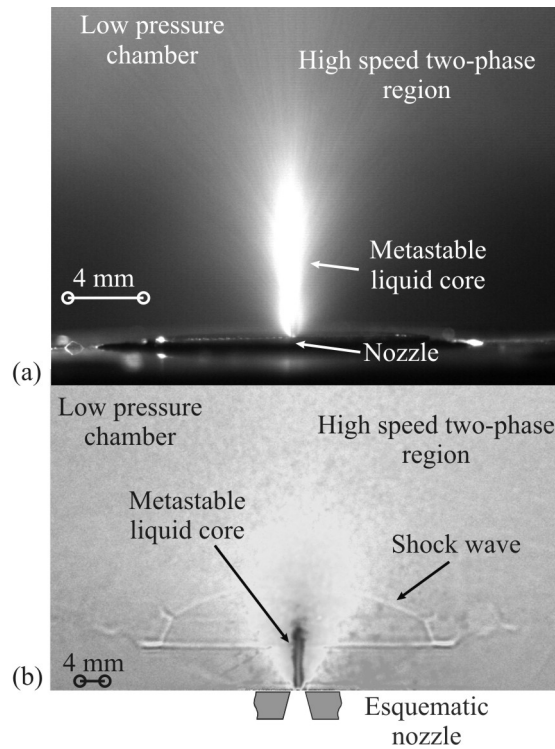 Low pressure
chamber
High speed two-phase
region
Metastable
liquid core
4 mm
Nozzle
(a)
Low pressure
chamber
High speed two-phase
region
Metastable
liquid core
Shock wave
4 mm
(b)
Esquematic
nozzle